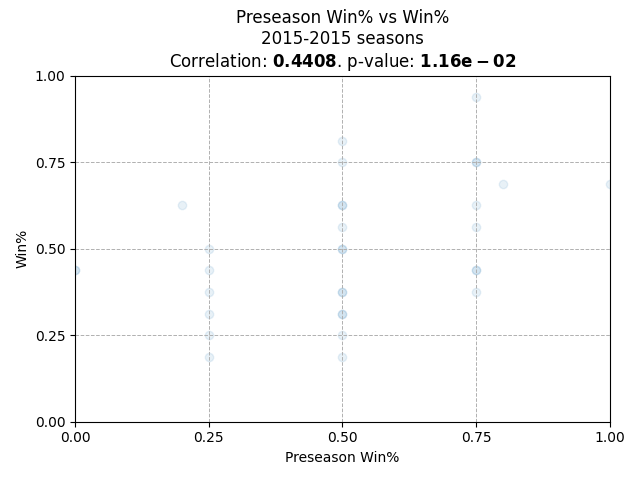 Preseason Win% vs Win%
2015-2015 seasons
Correlation: 0.4408. p-value: 1.16e − 02
1.00
0.75
0.50
0.25
0.00
Win%
0.00 0.25 0.50 0.75 1.00
Preseason Win%